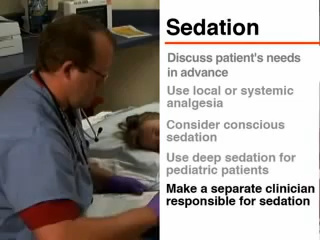 Sedation
Discuss patient's needs
in advance
Use local or systemic
analgesia
Consider conscious
sedation
Use deep sedation for
pediatric patients
Make a separate clinician
responsible for sedation